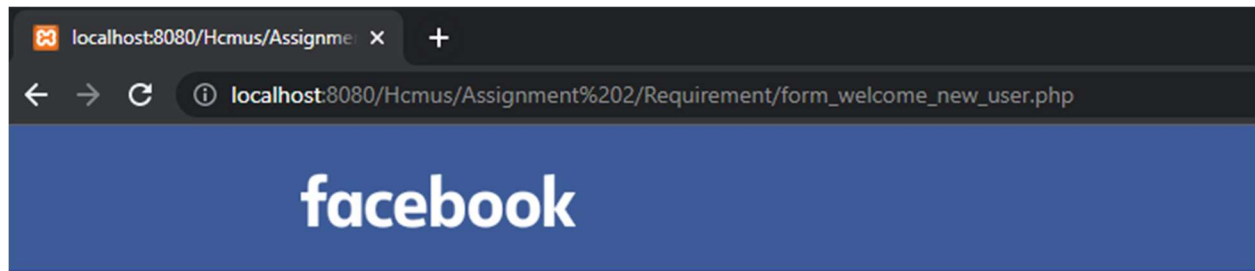 localhost:8080/Hcmus/Assignme
localhost:8080/Hcmus/Assignment%202/Requirement/form_welcome_new_user.php
facebook